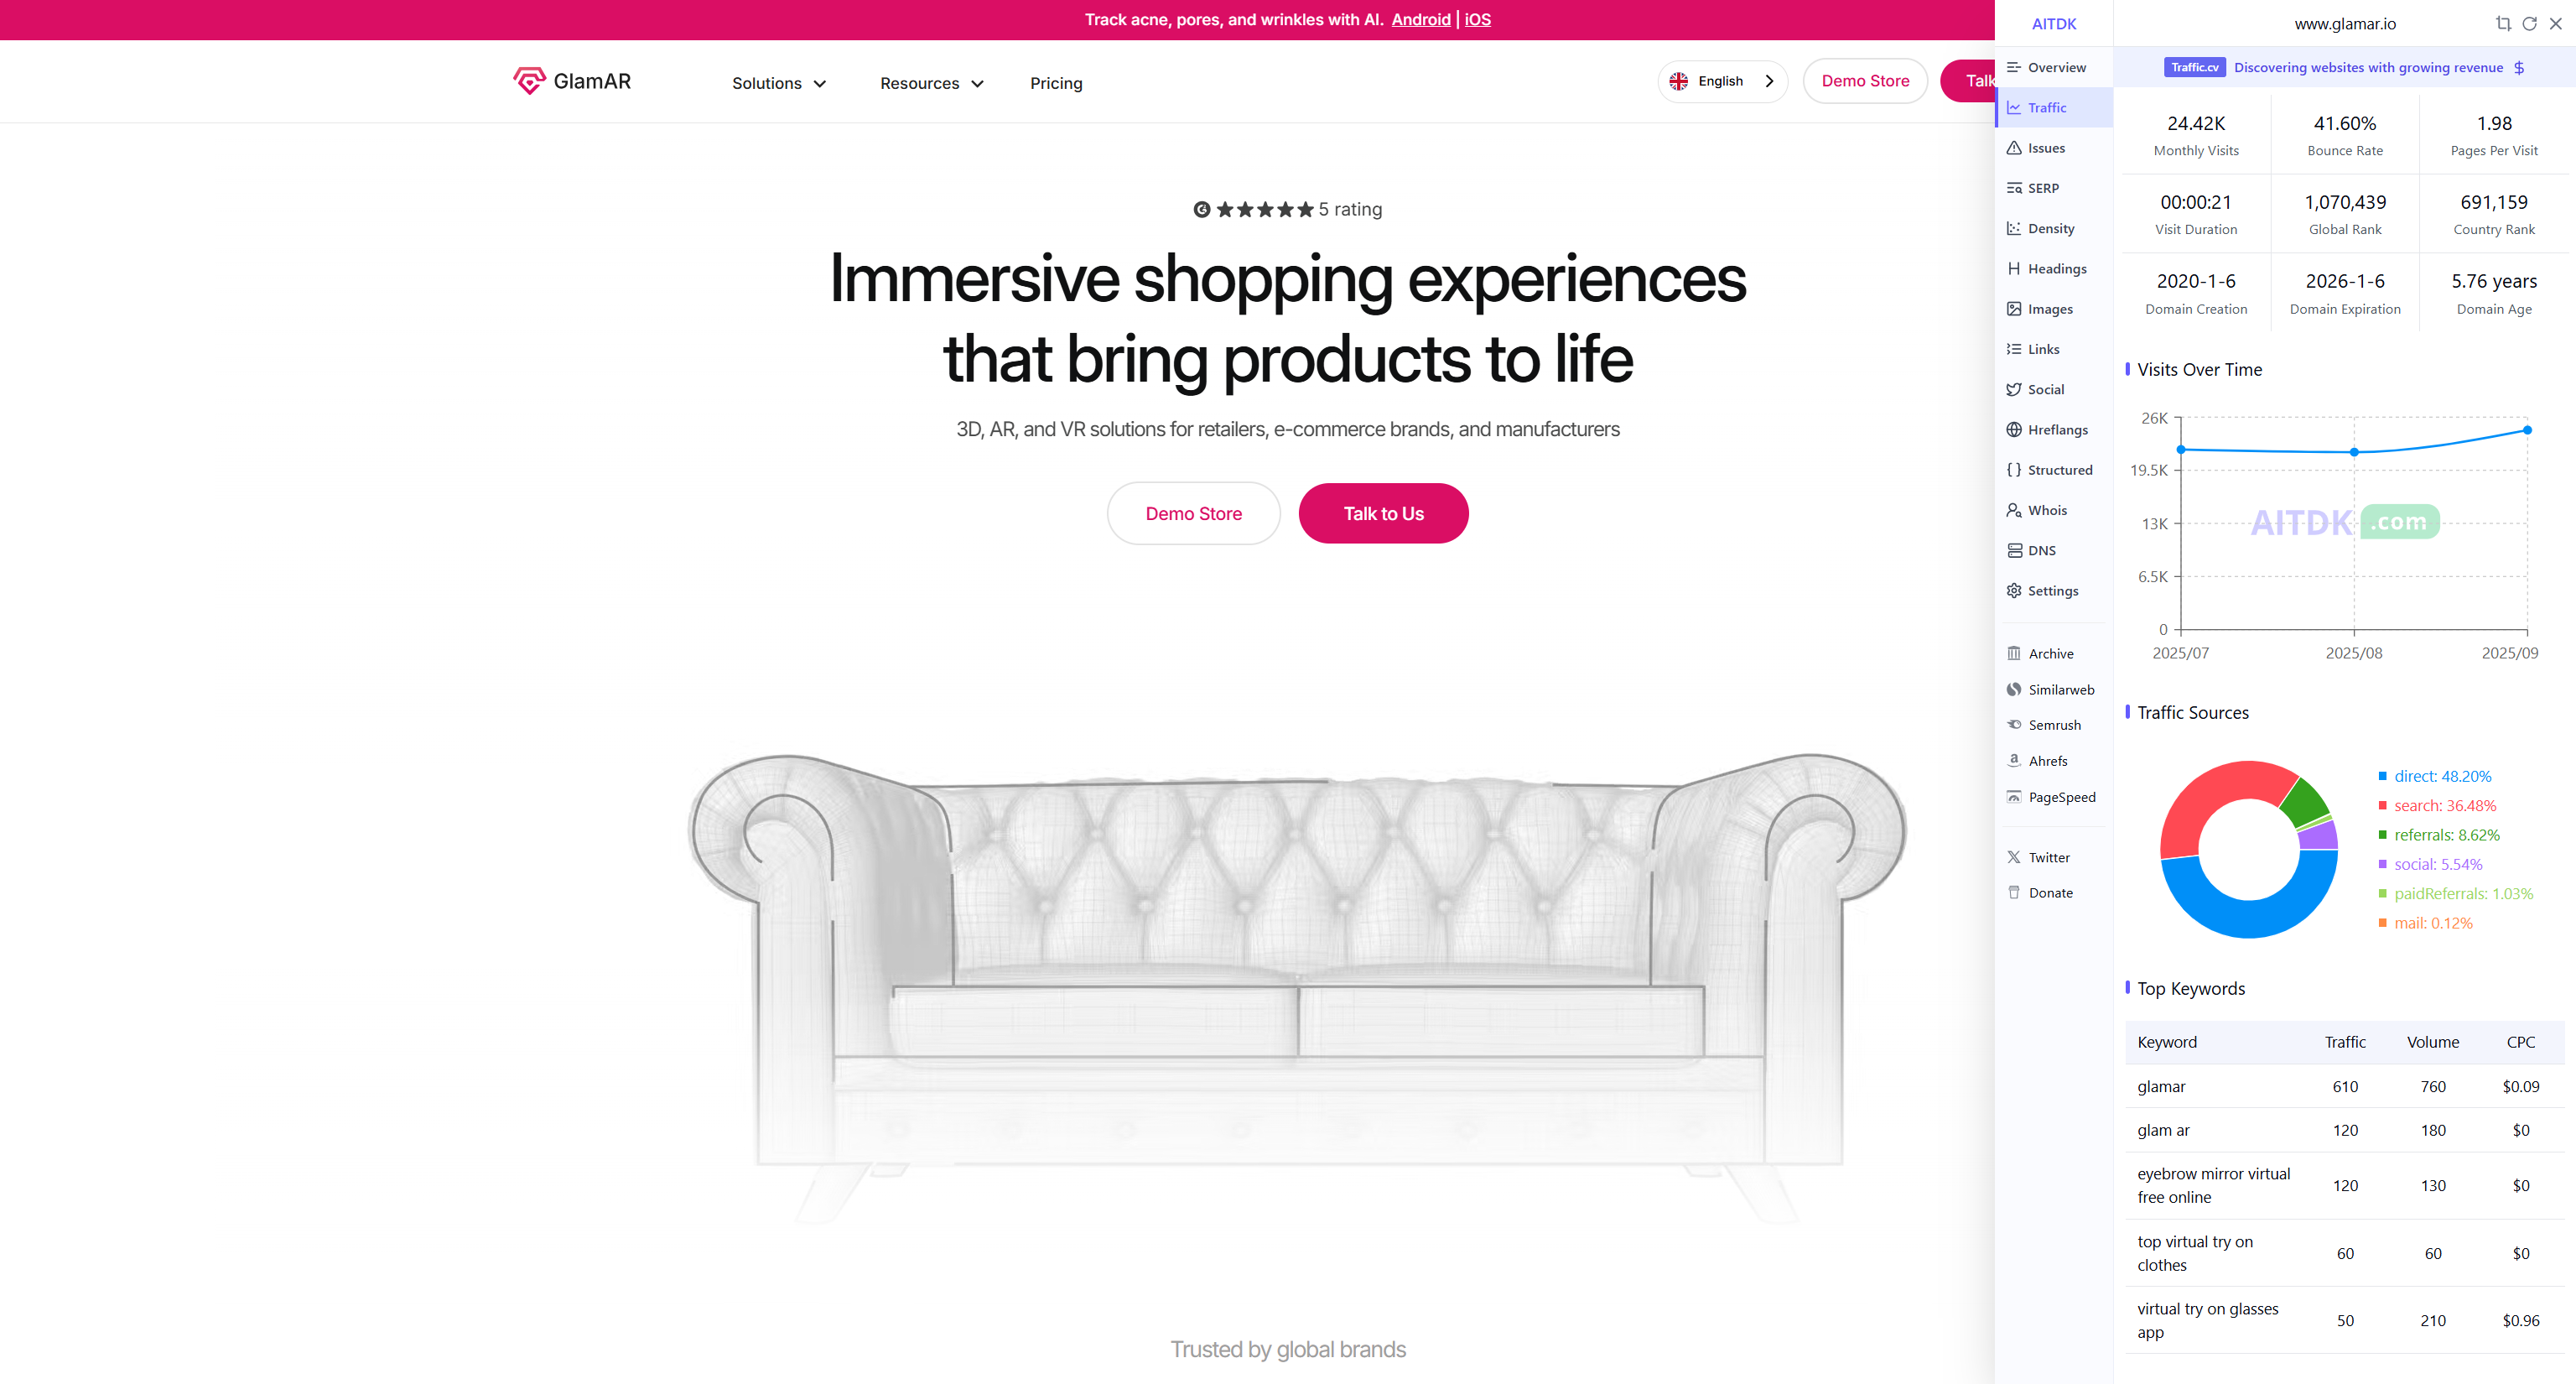 Track acne, pores, and wrinkles with AI. Android | iOS
GlamAR
Solutions
Resources
Pricing
English
Demo Store
Talk
5 rating
Immersive shopping experiences
that bring products to life
3D, AR, and VR solutions for retailers, e-commerce brands, and manufacturers
Demo Store
Talk to Us
Trusted by global brands
AITDK
www.glamar.io
Overview
Traffic
Issues
SERP
Density
Headings
Images
Links
Social
Hreflangs
Structured
Whois
DNS
Settings
Archive
Similarweb
Semrush
Ahrefs
PageSpeed
Twitter
Donate
Traffic.cv Discovering websites with growing revenue $
24.42K 41.60% 1.98
Monthly Visits Bounce Rate Pages Per Visit
00:00:21 1,070,439 691,159
Visit Duration Global Rank Country Rank
2020-1-6 2026-1-6 5.76 years
Domain Creation Domain Expiration Domain Age
Visits Over Time
26K
19.5K
13K
6.5K
0
2025/07 2025/08 2025/09
AITDK .com
Traffic Sources
direct: 48.20%
search: 36.48%
referrals: 8.62%
social: 5.54%
paidReferrals: 1.03%
mail: 0.12%
Top Keywords
Keyword Traffic Volume CPC
glamar 610 760 $0.09
glam ar 120 180 $0
eyebrow mirror virtual
free online 120 130 $0
top virtual try on
clothes 60 60 $0
virtual try on glasses
app 50 210 $0.96